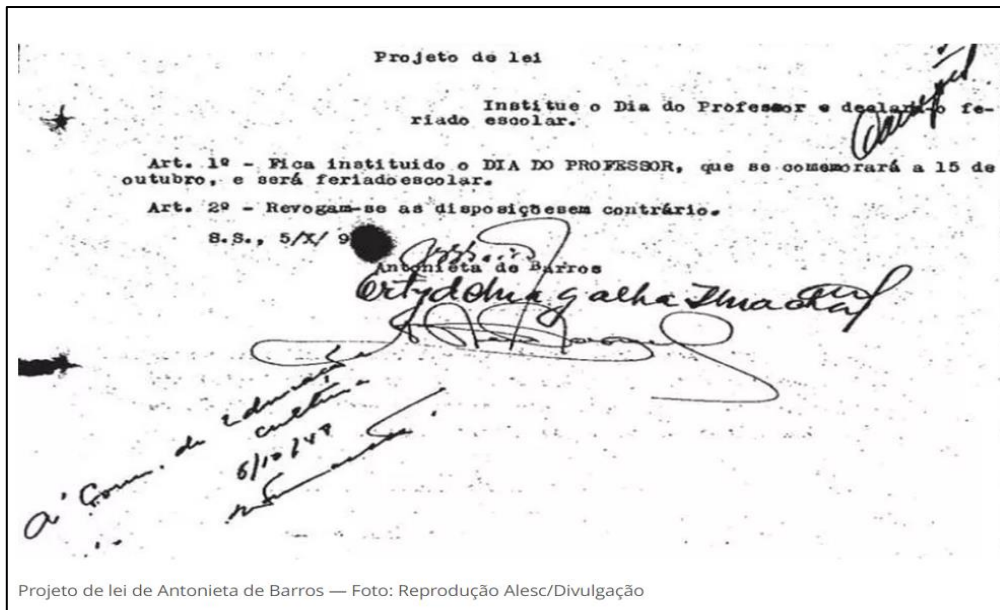 Projeto de lei
Institue o Dia do Professor e declara-o fe-
riado escolar.
Art. 1º - Fica instituido o DIA DO PROFESSOR, que se comemorará a 15 de
outubro, e será feriadoescolar.
Art. 2º - Revogam-se as disposiçõesem contrário.
S.S., 5/X/ 9
Antonieta de Barros
à Com. de Educação
cultura
6/10/48
Projeto de lei de Antonieta de Barros — Foto: Reprodução Alesc/Divulgação